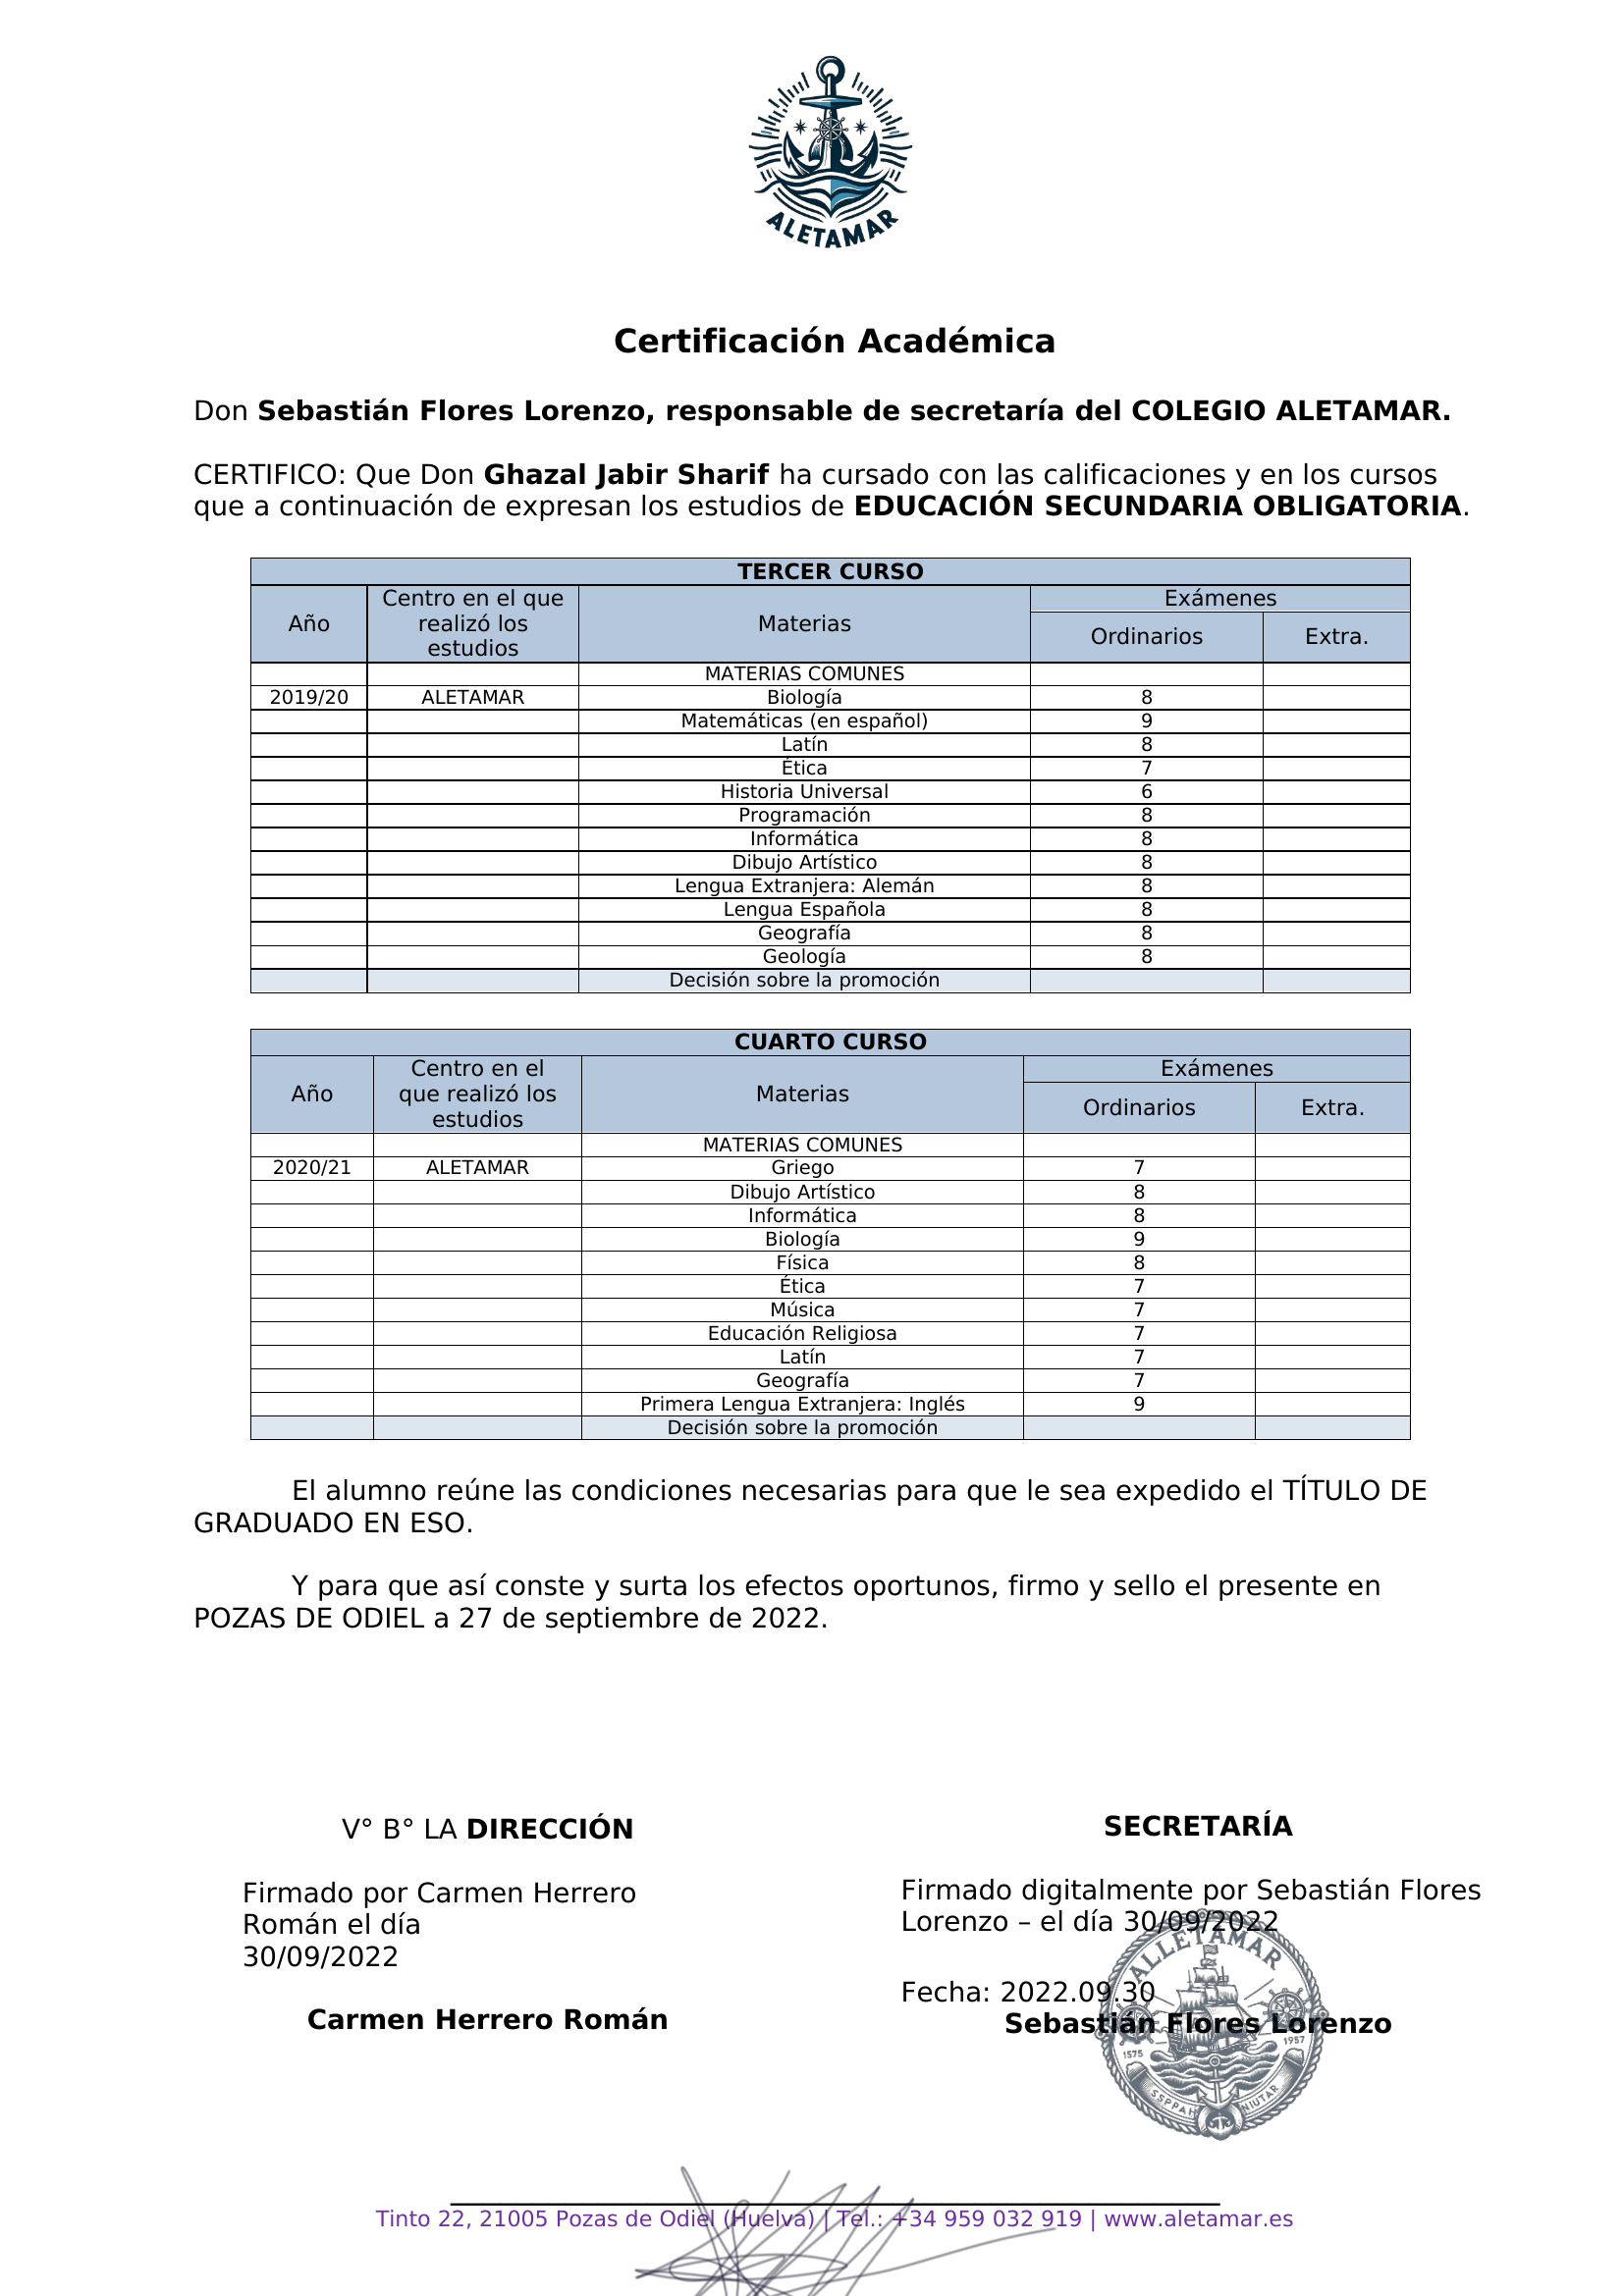 ALETAMAR
Certificación Académica
Don Sebastián Flores Lorenzo, responsable de secretaría del COLEGIO ALETAMAR.
CERTIFICO: Que Don Ghazal Jabir Sharif ha cursado con las calificaciones y en los cursos
que a continuación de expresan los estudios de EDUCACIÓN SECUNDARIA OBLIGATORIA.
TERCER CURSO
Año Centro en el que realizó los estudios Materias Exámenes
Ordinarios Extra.
MATERIAS COMUNES
2019/20 ALETAMAR Biología 8
Matemáticas (en español) 9
Latín 8
Ética 7
Historia Universal 6
Programación 8
Informática 8
Dibujo Artístico 8
Lengua Extranjera: Alemán 8
Lengua Española 8
Geografía 8
Geología 8
Decisión sobre la promoción
CUARTO CURSO
Año Centro en el que realizó los estudios Materias Exámenes
Ordinarios Extra.
MATERIAS COMUNES
2020/21 ALETAMAR Griego 7
Dibujo Artístico 8
Informática 8
Biología 9
Física 8
Ética 7
Música 7
Educación Religiosa 7
Latín 7
Geografía 7
Primera Lengua Extranjera: Inglés 9
Decisión sobre la promoción
El alumno reúne las condiciones necesarias para que le sea expedido el TÍTULO DE
GRADUADO EN ESO.
Y para que así conste y surta los efectos oportunos, firmo y sello el presente en
POZAS DE ODIEL a 27 de septiembre de 2022.
V° B° LA DIRECCIÓN
Firmado por Carmen Herrero
Román el día
30/09/2022
Carmen Herrero Román
SECRETARÍA
Firmado digitalmente por Sebastián Flores
Lorenzo – el día 30/09/2022
Fecha: 2022.09.30
Sebastián Flores Lorenzo
ALLETAMAR
1575 1957
SSPPAH NIUTAR
Tinto 22, 21005 Pozas de Odiel (Huelva) | Tel.: +34 959 032 919 | www.aletamar.es